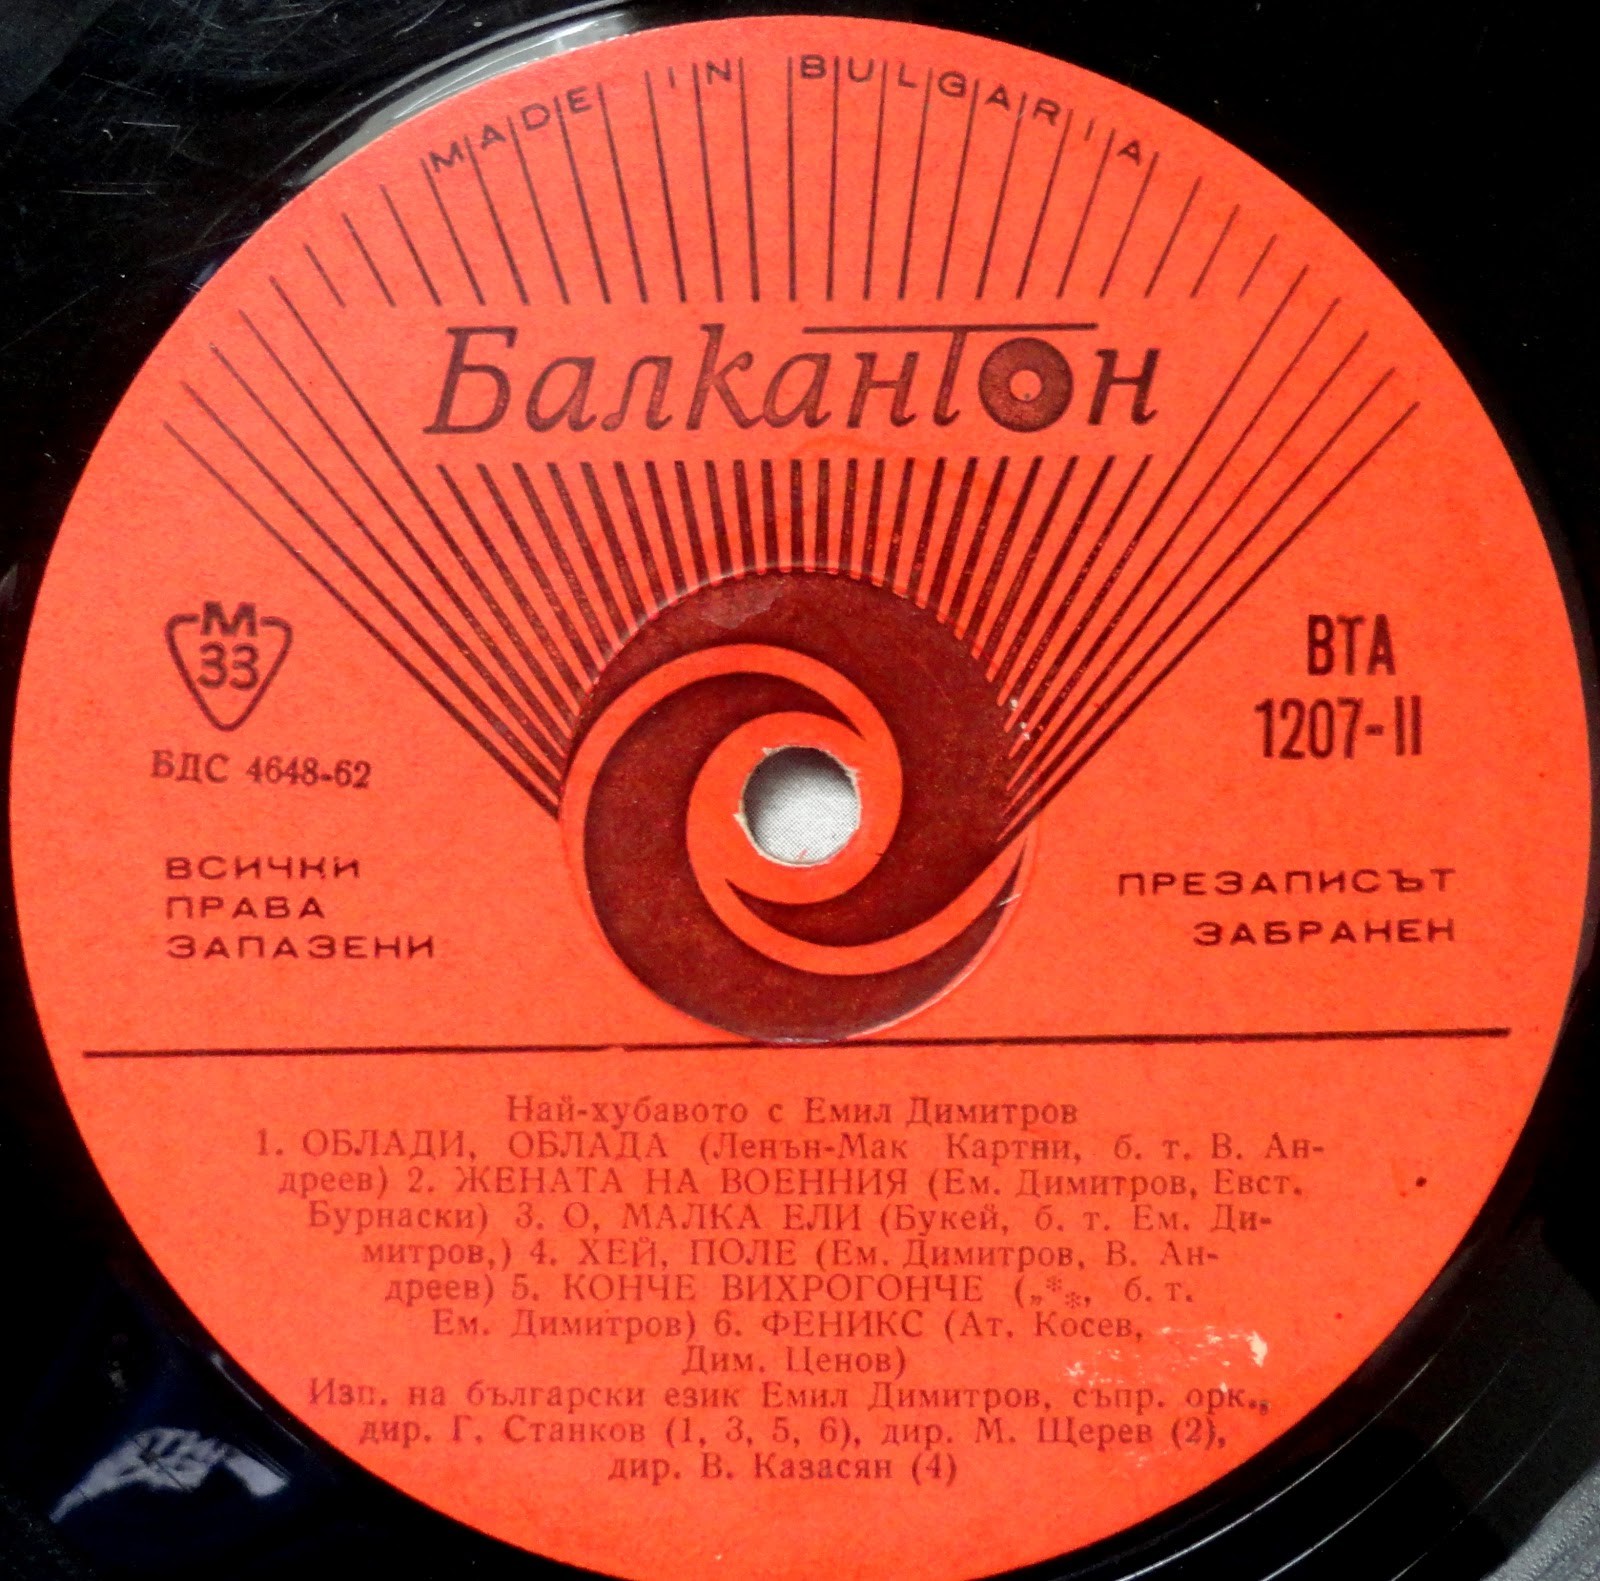 MADE IN BULGARIA
Балкантон
М
33
БДС 4648-62
ВТА
1207-II
ВСИЧКИ
ПРАВА
ЗАПАЗЕНИ
ПРЕЗАПИСЪТ
ЗАБРАНЕН
Най-хубавото с Емил Димитров
1. ОБЛАДИ, ОБЛАДА (Ленън-Мак Картни, б. т. В. Ан-
дреев) 2. ЖЕНАТА НА ВОЕННИЯ (Ем. Димитров, Евст.
Бурнаски) 3. О, МАЛКА ЕЛИ (Букей, б. т. Ем. Ди-
митров,) 4. ХЕЙ, ПОЛЕ (Ем. Димитров, В. Ан-
дреев) 5. КОНЧЕ ВИХРОГОНЧЕ („**, б. т.
Ем. Димитров) 6. ФЕНИКС (Ат. Косев,
Дим. Ценов)
Изп. на български език Емил Димитров, съпр. орк.,
дир. Г. Станков (1, 3, 5, 6), дир. М. Щерев (2),
дир. В. Казасян (4)